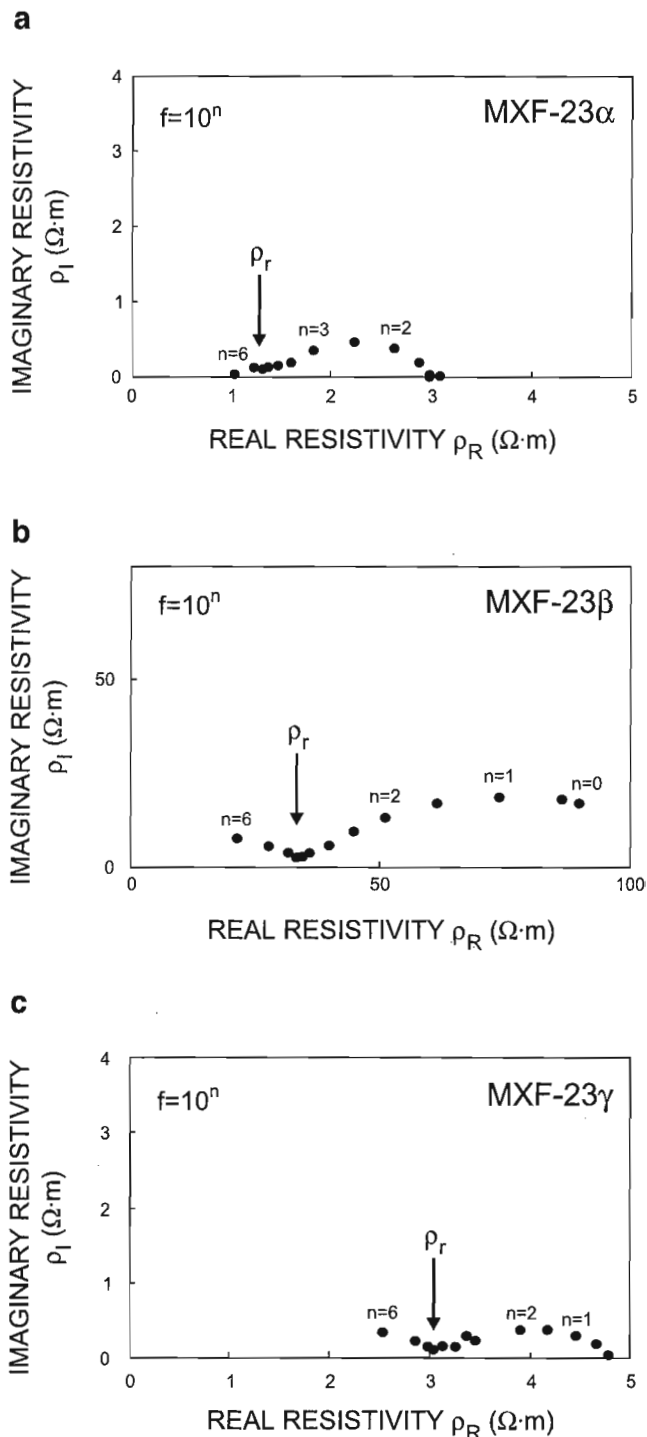 a
IMAGINARY RESISTIVITY
ρI (Ω·m)
4
3
2
1
0
f=10ⁿ
MXF-23α
ρr
n=6
n=3
n=2
1
2
3
4
5
REAL RESISTIVITY ρR (Ω·m)
b
IMAGINARY RESISTIVITY
ρI (Ω·m)
50
0
f=10ⁿ
MXF-23β
ρr
n=6
n=2
n=1
n=0
0
50
100
REAL RESISTIVITY ρR (Ω·m)
c
IMAGINARY RESISTIVITY
ρI (Ω·m)
4
3
2
1
0
f=10ⁿ
MXF-23γ
ρr
n=6
n=2
n=1
0
1
2
3
4
5
REAL RESISTIVITY ρR (Ω·m)